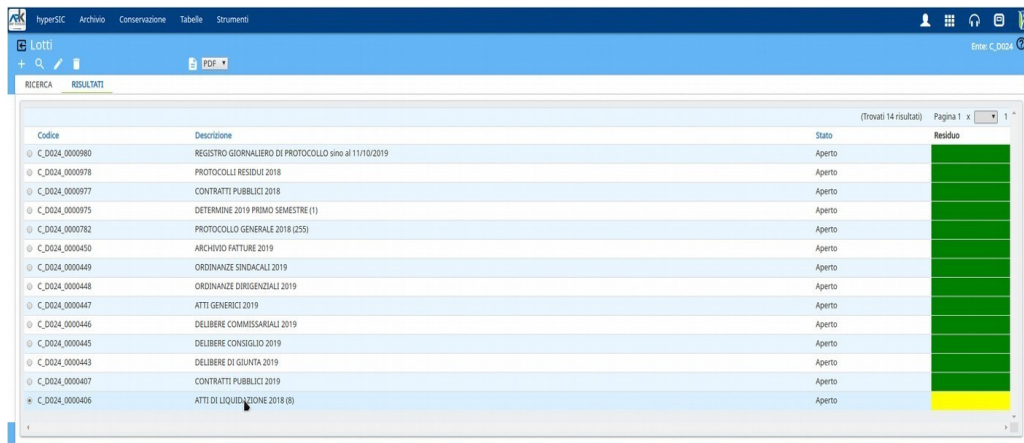 hyperSIC Archivio Conservazione Tabelle Strumenti
Lotti
Ente: C_D024
PDF
RICERCA RISULTATI
(Trovati 14 risultati) Pagina 1 x 1
Codice Descrizione Stato Residuo
C_D024_0000980 REGISTRO GIORNALIERO DI PROTOCOLLO sino al 11/10/2019 Aperto
C_D024_0000978 PROTOCOLLI RESIDUI 2018 Aperto
C_D024_0000977 CONTRATTI PUBBLICI 2018 Aperto
C_D024_0000975 DETERMINE 2019 PRIMO SEMESTRE (1) Aperto
C_D024_0000782 PROTOCOLLO GENERALE 2018 (255) Aperto
C_D024_0000450 ARCHIVIO FATTURE 2019 Aperto
C_D024_0000449 ORDINANZE SINDACALI 2019 Aperto
C_D024_0000448 ORDINANZE DIRIGENZIALI 2019 Aperto
C_D024_0000447 ATTI GENERICI 2019 Aperto
C_D024_0000446 DELIBERE COMMISSARIALI 2019 Aperto
C_D024_0000445 DELIBERE CONSIGLIO 2019 Aperto
C_D024_0000443 DELIBERE DI GIUNTA 2019 Aperto
C_D024_0000407 CONTRATTI PUBBLICI 2019 Aperto
C_D024_0000406 ATTI DI LIQUIDAZIONE 2018 (8) Aperto